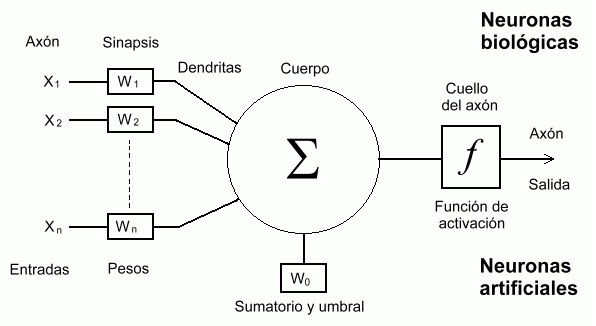 Neuronas
biológicas
Axón
Sinapsis
Dendritas
Cuerpo
Cuello
del axón
X1
W1
X2
W2
Σ
f
Axón
Salida
Xn
Wn
Función de
activación
Entradas
Pesos
W0
Sumatorio y umbral
Neuronas
artificiales